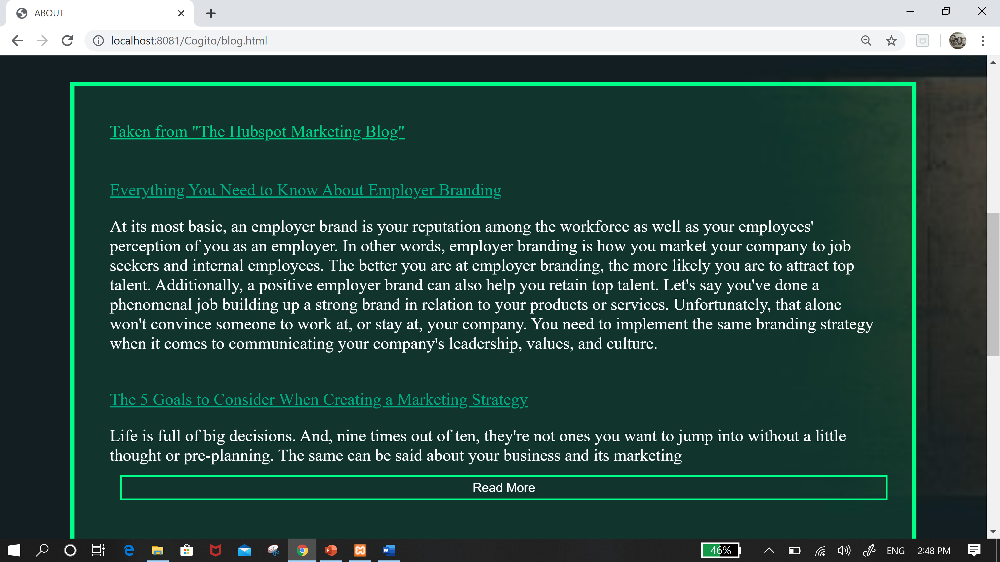 ABOUT
localhost:8081/Cogito/blog.html
Taken from "The Hubspot Marketing Blog"
Everything You Need to Know About Employer Branding
At its most basic, an employer brand is your reputation among the workforce as well as your employees'
perception of you as an employer. In other words, employer branding is how you market your company to job
seekers and internal employees. The better you are at employer branding, the more likely you are to attract top
talent. Additionally, a positive employer brand can also help you retain top talent. Let's say you've done a
phenomenal job building up a strong brand in relation to your products or services. Unfortunately, that alone
won't convince someone to work at, or stay at, your company. You need to implement the same branding strategy
when it comes to communicating your company's leadership, values, and culture.
The 5 Goals to Consider When Creating a Marketing Strategy
Life is full of big decisions. And, nine times out of ten, they're not ones you want to jump into without a little
thought or pre-planning. The same can be said about your business and its marketing
Read More
46% ENG 2:48 PM